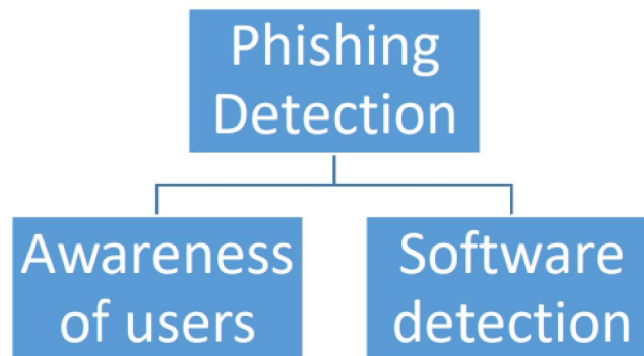 Phishing
Detection
Awareness
of users
Software
detection